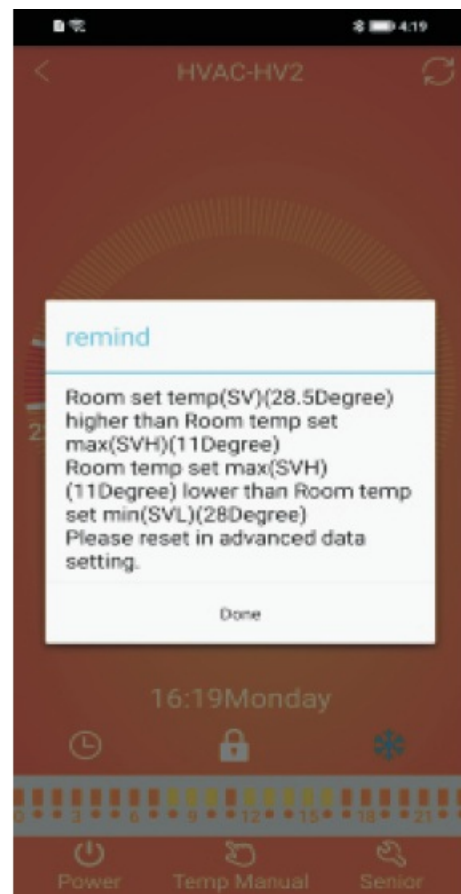 4:19
HVAC-HV2
remind
Room set temp(SV)(28.5Degree)
higher than Room temp set
max(SVH)(11Degree)
Room temp set max(SVH)
(11Degree) lower than Room temp
set min(SVL)(28Degree)
Please reset in advanced data
setting.
Done
16:19Monday
0 3 6 9 12 15 18 21
Power Temp Manual Senior